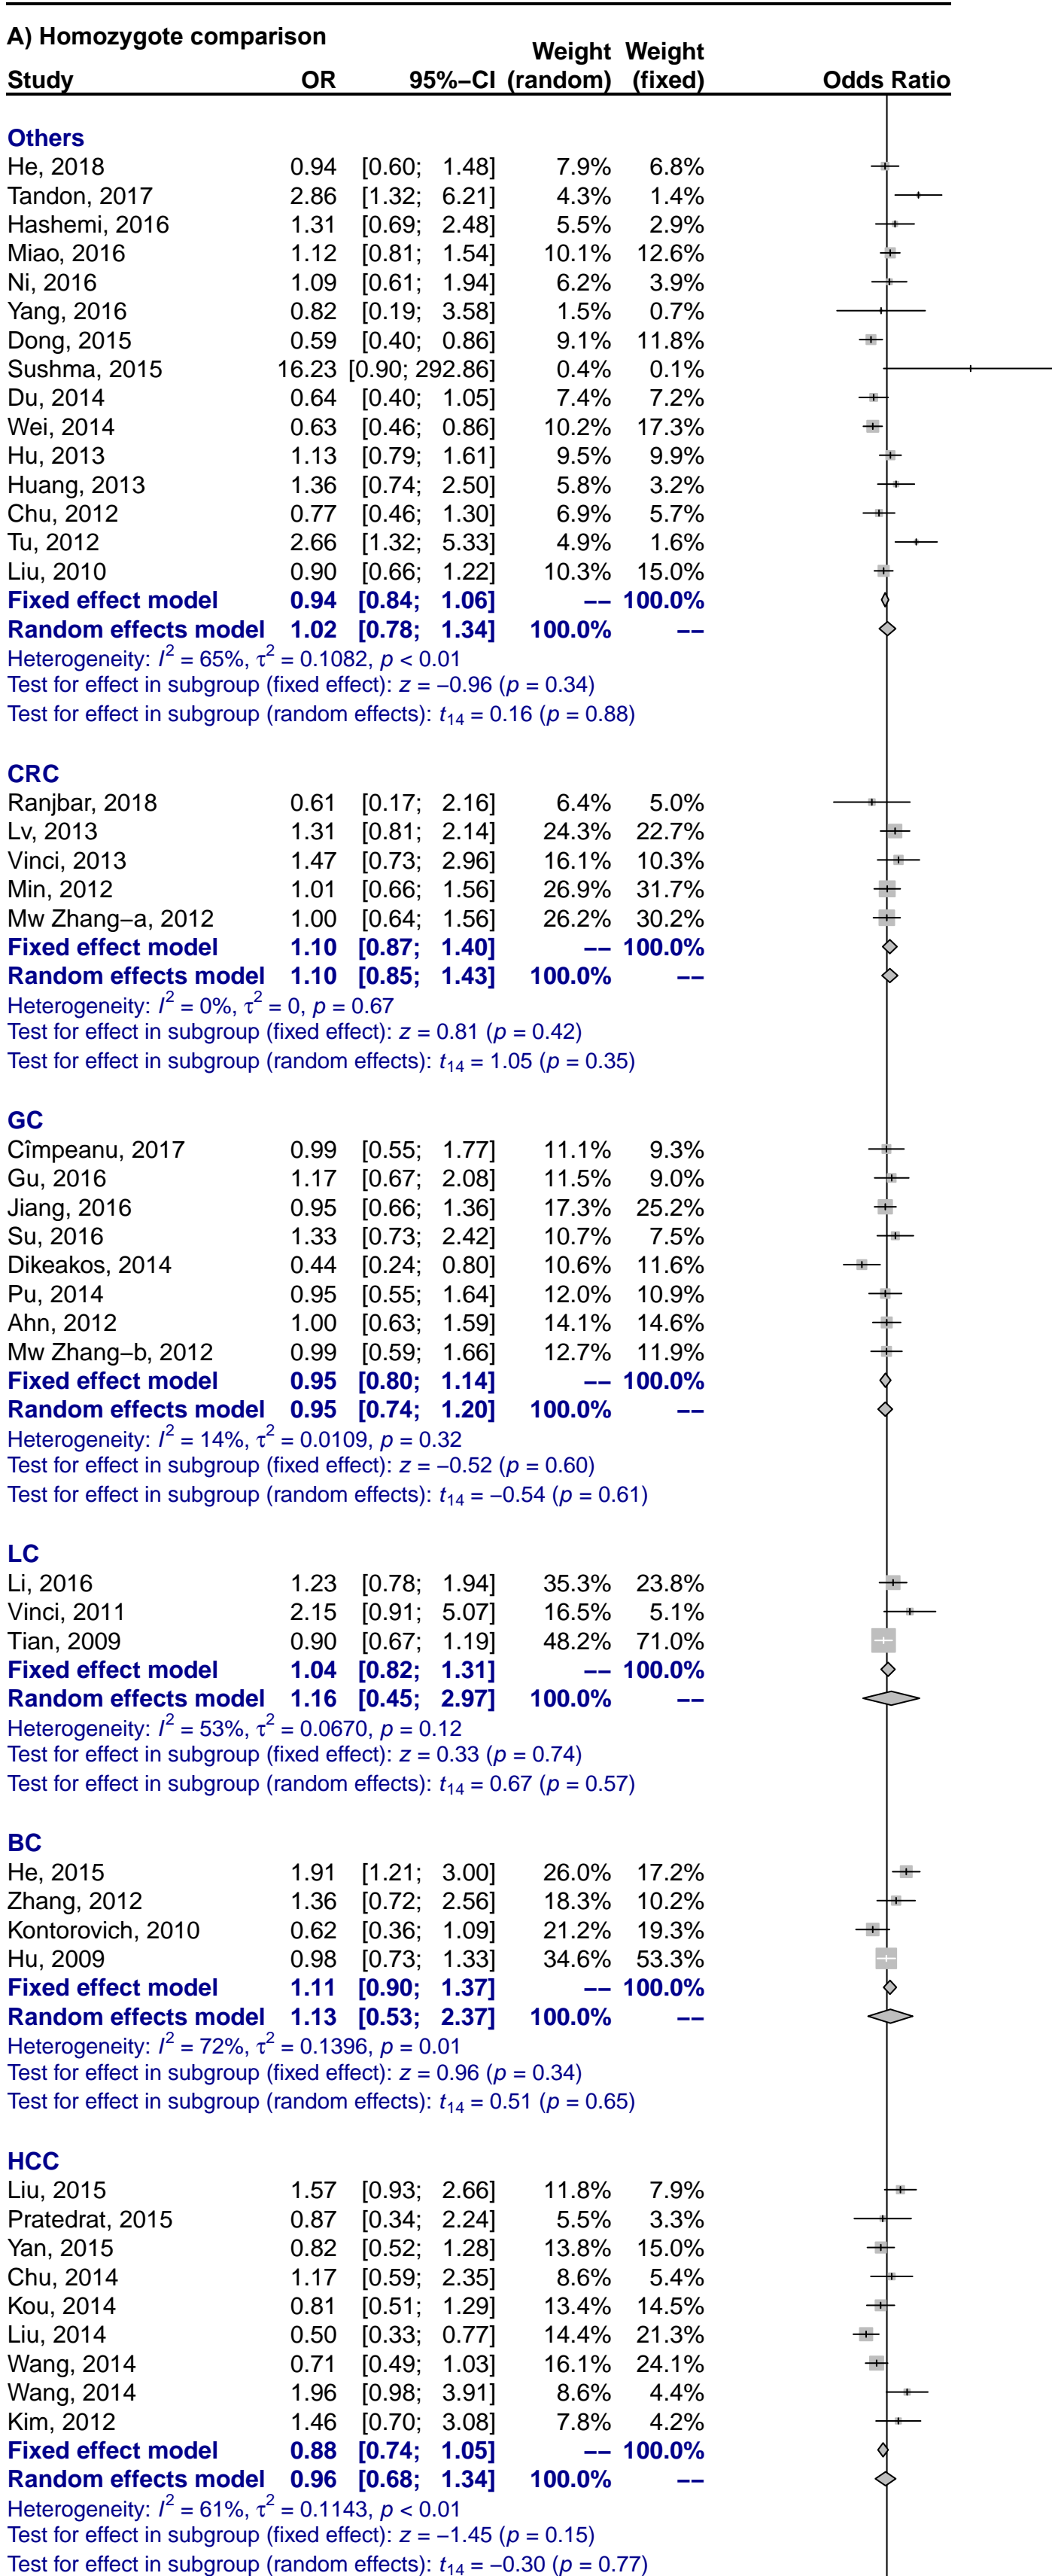 A) Homozygote comparison
Weight Weight
Study OR 95%−CI (random) (fixed) Odds Ratio
Others
He, 2018 0.94 [0.60; 1.48] 7.9% 6.8%
Tandon, 2017 2.86 [1.32; 6.21] 4.3% 1.4%
Hashemi, 2016 1.31 [0.69; 2.48] 5.5% 2.9%
Miao, 2016 1.12 [0.81; 1.54] 10.1% 12.6%
Ni, 2016 1.09 [0.61; 1.94] 6.2% 3.9%
Yang, 2016 0.82 [0.19; 3.58] 1.5% 0.7%
Dong, 2015 0.59 [0.40; 0.86] 9.1% 11.8%
Sushma, 2015 16.23 [0.90; 292.86] 0.4% 0.1%
Du, 2014 0.64 [0.40; 1.05] 7.4% 7.2%
Wei, 2014 0.63 [0.46; 0.86] 10.2% 17.3%
Hu, 2013 1.13 [0.79; 1.61] 9.5% 9.9%
Huang, 2013 1.36 [0.74; 2.50] 5.8% 3.2%
Chu, 2012 0.77 [0.46; 1.30] 6.9% 5.7%
Tu, 2012 2.66 [1.32; 5.33] 4.9% 1.6%
Liu, 2010 0.90 [0.66; 1.22] 10.3% 15.0%
Fixed effect model 0.94 [0.84; 1.06] −− 100.0%
Random effects model 1.02 [0.78; 1.34] 100.0% −−
Heterogeneity: I² = 65%, τ² = 0.1082, p < 0.01
Test for effect in subgroup (fixed effect): z = −0.96 (p = 0.34)
Test for effect in subgroup (random effects): t₁₄ = 0.16 (p = 0.88)
CRC
Ranjbar, 2018 0.61 [0.17; 2.16] 6.4% 5.0%
Lv, 2013 1.31 [0.81; 2.14] 24.3% 22.7%
Vinci, 2013 1.47 [0.73; 2.96] 16.1% 10.3%
Min, 2012 1.01 [0.66; 1.56] 26.9% 31.7%
Mw Zhang−a, 2012 1.00 [0.64; 1.56] 26.2% 30.2%
Fixed effect model 1.10 [0.87; 1.40] −− 100.0%
Random effects model 1.10 [0.85; 1.43] 100.0% −−
Heterogeneity: I² = 0%, τ² = 0, p = 0.67
Test for effect in subgroup (fixed effect): z = 0.81 (p = 0.42)
Test for effect in subgroup (random effects): t₁₄ = 1.05 (p = 0.35)
GC
Cîmpeanu, 2017 0.99 [0.55; 1.77] 11.1% 9.3%
Gu, 2016 1.17 [0.67; 2.08] 11.5% 9.0%
Jiang, 2016 0.95 [0.66; 1.36] 17.3% 25.2%
Su, 2016 1.33 [0.73; 2.42] 10.7% 7.5%
Dikeakos, 2014 0.44 [0.24; 0.80] 10.6% 11.6%
Pu, 2014 0.95 [0.55; 1.64] 12.0% 10.9%
Ahn, 2012 1.00 [0.63; 1.59] 14.1% 14.6%
Mw Zhang−b, 2012 0.99 [0.59; 1.66] 12.7% 11.9%
Fixed effect model 0.95 [0.80; 1.14] −− 100.0%
Random effects model 0.95 [0.74; 1.20] 100.0% −−
Heterogeneity: I² = 14%, τ² = 0.0109, p = 0.32
Test for effect in subgroup (fixed effect): z = −0.52 (p = 0.60)
Test for effect in subgroup (random effects): t₁₄ = −0.54 (p = 0.61)
LC
Li, 2016 1.23 [0.78; 1.94] 35.3% 23.8%
Vinci, 2011 2.15 [0.91; 5.07] 16.5% 5.1%
Tian, 2009 0.90 [0.67; 1.19] 48.2% 71.0%
Fixed effect model 1.04 [0.82; 1.31] −− 100.0%
Random effects model 1.16 [0.45; 2.97] 100.0% −−
Heterogeneity: I² = 53%, τ² = 0.0670, p = 0.12
Test for effect in subgroup (fixed effect): z = 0.33 (p = 0.74)
Test for effect in subgroup (random effects): t₁₄ = 0.67 (p = 0.57)
BC
He, 2015 1.91 [1.21; 3.00] 26.0% 17.2%
Zhang, 2012 1.36 [0.72; 2.56] 18.3% 10.2%
Kontorovich, 2010 0.62 [0.36; 1.09] 21.2% 19.3%
Hu, 2009 0.98 [0.73; 1.33] 34.6% 53.3%
Fixed effect model 1.11 [0.90; 1.37] −− 100.0%
Random effects model 1.13 [0.53; 2.37] 100.0% −−
Heterogeneity: I² = 72%, τ² = 0.1396, p = 0.01
Test for effect in subgroup (fixed effect): z = 0.96 (p = 0.34)
Test for effect in subgroup (random effects): t₁₄ = 0.51 (p = 0.65)
HCC
Liu, 2015 1.57 [0.93; 2.66] 11.8% 7.9%
Pratedrat, 2015 0.87 [0.34; 2.24] 5.5% 3.3%
Yan, 2015 0.82 [0.52; 1.28] 13.8% 15.0%
Chu, 2014 1.17 [0.59; 2.35] 8.6% 5.4%
Kou, 2014 0.81 [0.51; 1.29] 13.4% 14.5%
Liu, 2014 0.50 [0.33; 0.77] 14.4% 21.3%
Wang, 2014 0.71 [0.49; 1.03] 16.1% 24.1%
Wang, 2014 1.96 [0.98; 3.91] 8.6% 4.4%
Kim, 2012 1.46 [0.70; 3.08] 7.8% 4.2%
Fixed effect model 0.88 [0.74; 1.05] −− 100.0%
Random effects model 0.96 [0.68; 1.34] 100.0% −−
Heterogeneity: I² = 61%, τ² = 0.1143, p < 0.01
Test for effect in subgroup (fixed effect): z = −1.45 (p = 0.15)
Test for effect in subgroup (random effects): t₁₄ = −0.30 (p = 0.77)